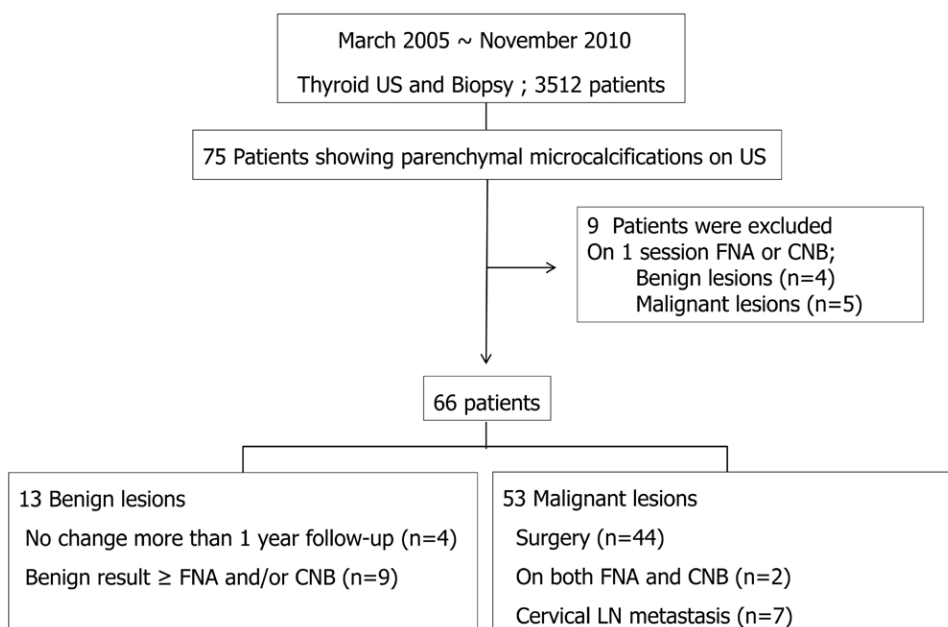 March 2005 ~ November 2010
Thyroid US and Biopsy ; 3512 patients
75 Patients showing parenchymal microcalcifications on US
9 Patients were excluded
On 1 session FNA or CNB;
Benign lesions (n=4)
Malignant lesions (n=5)
66 patients
13 Benign lesions
No change more than 1 year follow-up (n=4)
Benign result ≥ FNA and/or CNB (n=9)
53 Malignant lesions
Surgery (n=44)
On both FNA and CNB (n=2)
Cervical LN metastasis (n=7)